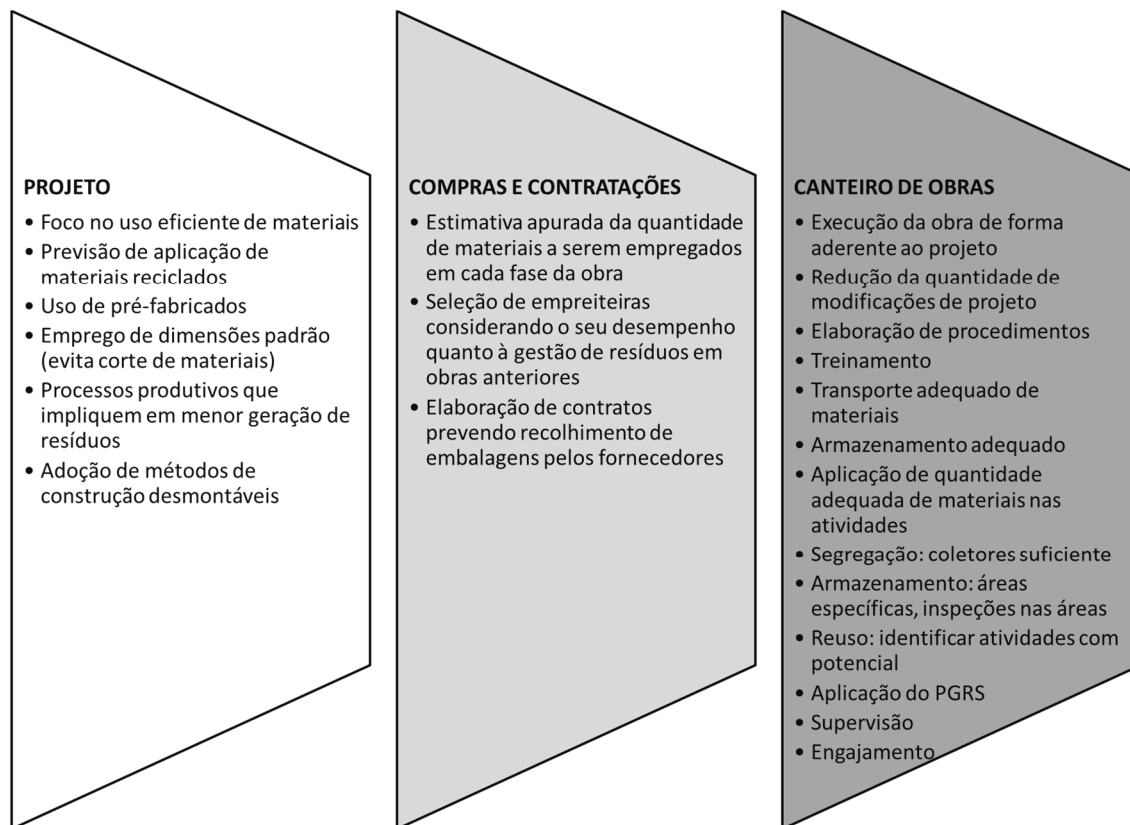 PROJETO
• Foco no uso eficiente de materiais
• Previsão de aplicação de
materiais reciclados
• Uso de pré-fabricados
• Emprego de dimensões padrão
(evita corte de materiais)
• Processos produtivos que
impliquem em menor geração de
resíduos
• Adoção de métodos de
construção desmontáveis
COMPRAS E CONTRATAÇÕES
• Estimativa apurada da quantidade
de materiais a serem empregados
em cada fase da obra
• Seleção de empreiteiras
considerando o seu desempenho
quanto à gestão de resíduos em
obras anteriores
• Elaboração de contratos
prevendo recolhimento de
embalagens pelos fornecedores
CANTEIRO DE OBRAS
• Execução da obra de forma
aderente ao projeto
• Redução da quantidade de
modificações de projeto
• Elaboração de procedimentos
• Treinamento
• Transporte adequado de
materiais
• Armazenamento adequado
• Aplicação de quantidade
adequada de materiais nas
atividades
• Segregação: coletores suficiente
• Armazenamento: áreas
específicas, inspeções nas áreas
• Reuso: identificar atividades com
potencial
• Aplicação do PGRS
• Supervisão
• Engajamento